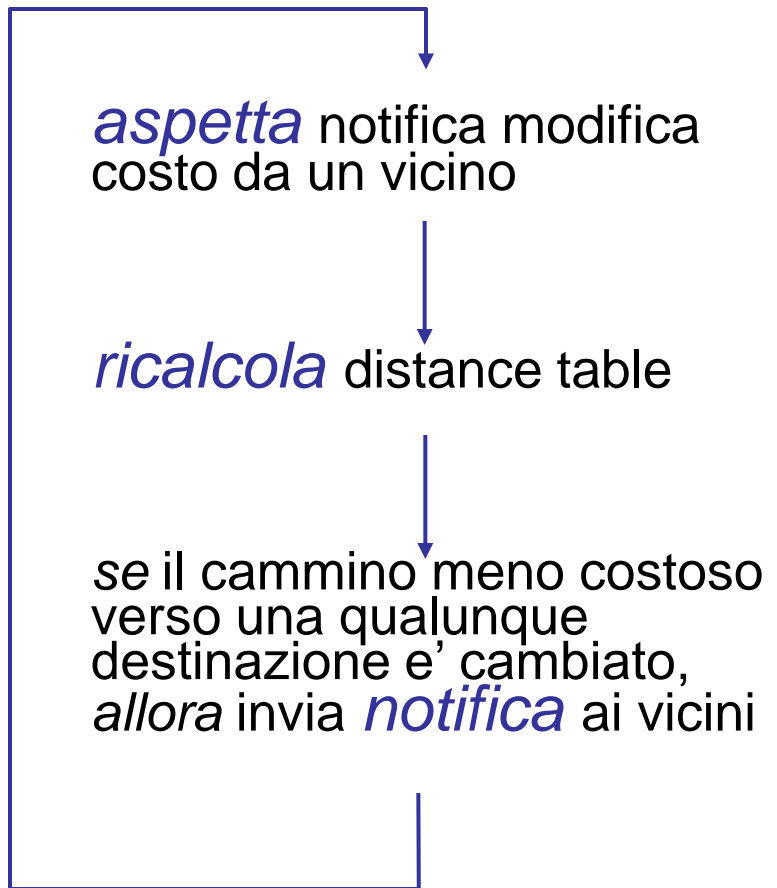 aspetta notifica modifica
costo da un vicino
ricalcola distance table
se il cammino meno costoso
verso una qualunque
destinazione e’ cambiato,
allora invia notifica ai vicini